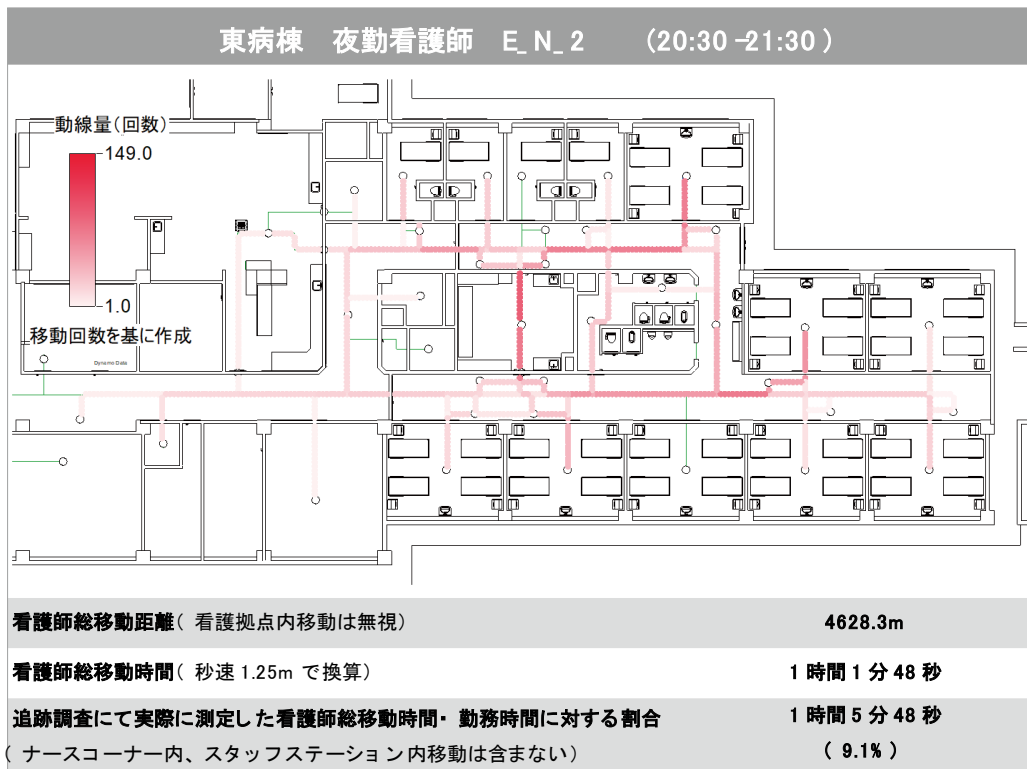 東病棟 夜勤看護師 E_N_2 (20:30-21:30)
動線量(回数)
149.0
1.0
移動回数を基に作成
Dynamo Data
看護師総移動距離( 看護拠点内移動は無視) 4628.3m
看護師総移動時間( 秒速 1.25m で換算) 1 時間 1 分 48 秒
追跡調査にて実際に測定した看護師総移動時間・ 勤務時間に対する割合 1 時間 5 分 48 秒
( ナースコーナー内、スタッフステーション内移動は含まない) ( 9.1% )